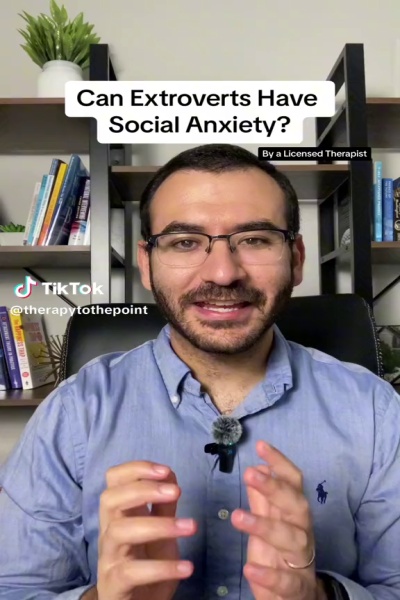 Can Extroverts Have
Social Anxiety?
By a Licensed Therapist
TikTok
@therapytothepoint